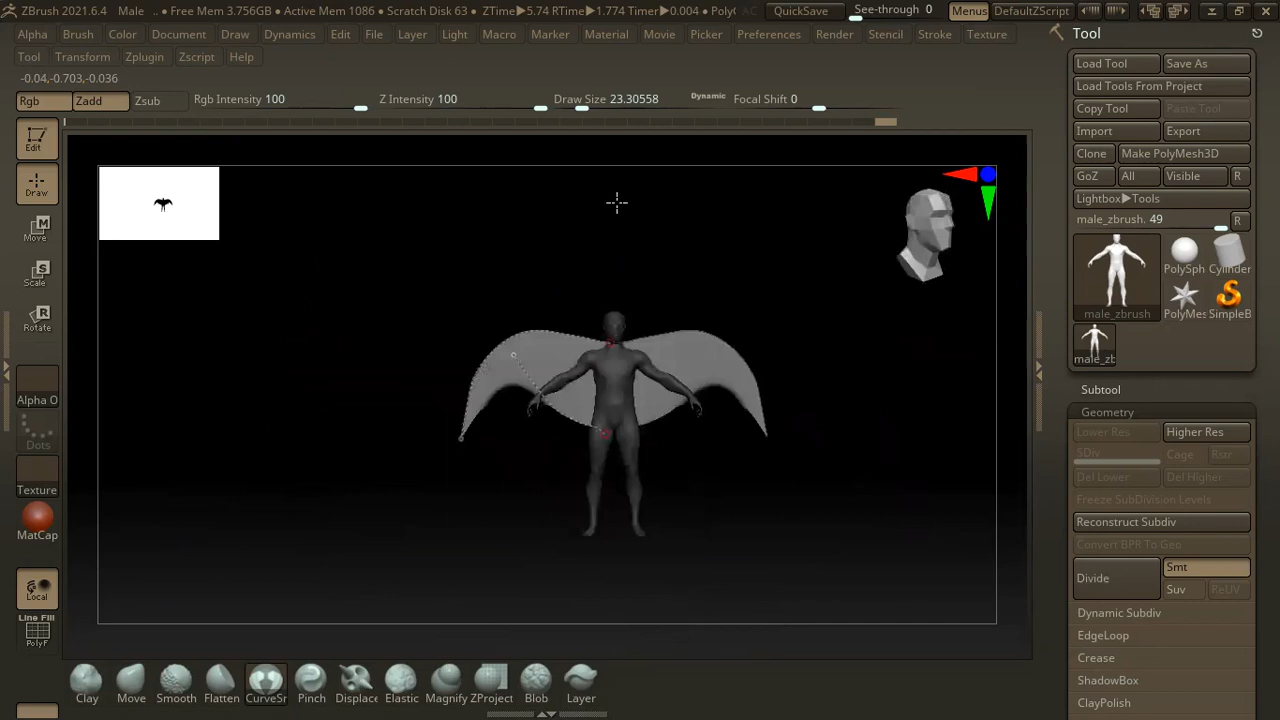 ZBrush 2021.6.4 Male .. • Free Mem 3.756GB • Active Mem 1086 • Scratch Disk 63 • ZTime▶5.74 RTime▶1.774 Timer▶0.004 • Poly( AC QuickSave See-through 0 Menus DefaultZScript
Alpha Brush Color Document Draw Dynamics Edit File Layer Light Macro Marker Material Movie Picker Preferences Render Stencil Stroke Texture
Tool Transform Zplugin Zscript Help
-0.04,-0.703,-0.036
Rgb Zadd Zsub Rgb Intensity 100 Z Intensity 100 Draw Size 23.30558 Dynamic Focal Shift 0
Edit
Draw
Move
Scale
Rotate
Alpha O
Dots
Texture
MatCap
Local
Line Fill
PolyF
Clay Move Smooth Flatten CurveSr Pinch Displace Elastic Magnify ZProject Blob Layer
Tool
Load Tool Save As
Load Tools From Project
Copy Tool Paste Tool
Import Export
Clone Make PolyMesh3D
GoZ All Visible R
Lightbox▶Tools
male_zbrush. 49 R
PolySph Cylinder
male_zbrush PolyMes SimpleB
male_zb
Subtool
Geometry
Lower Res Higher Res
SDiv Cage Rstr
Del Lower Del Higher
Freeze SubDivision Levels
Reconstruct Subdiv
Convert BPR To Geo
Divide Smt
Suv ReUV
Dynamic Subdiv
EdgeLoop
Crease
ShadowBox
ClayPolish